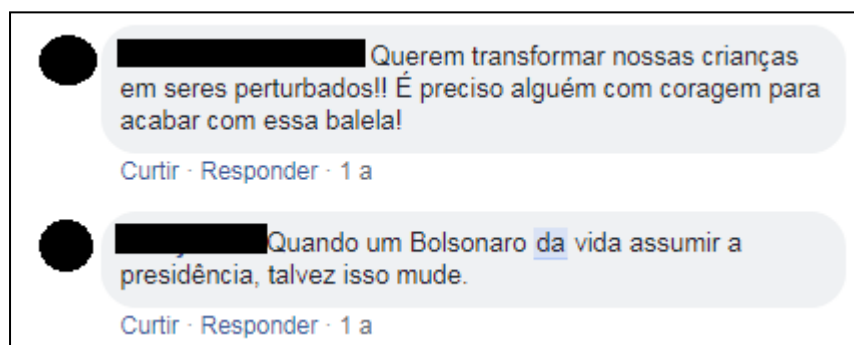 Querem transformar nossas crianças
em seres perturbados!! É preciso alguém com coragem para
acabar com essa balela!
Curtir · Responder · 1 a
Quando um Bolsonaro da vida assumir a
presidência, talvez isso mude.
Curtir · Responder · 1 a